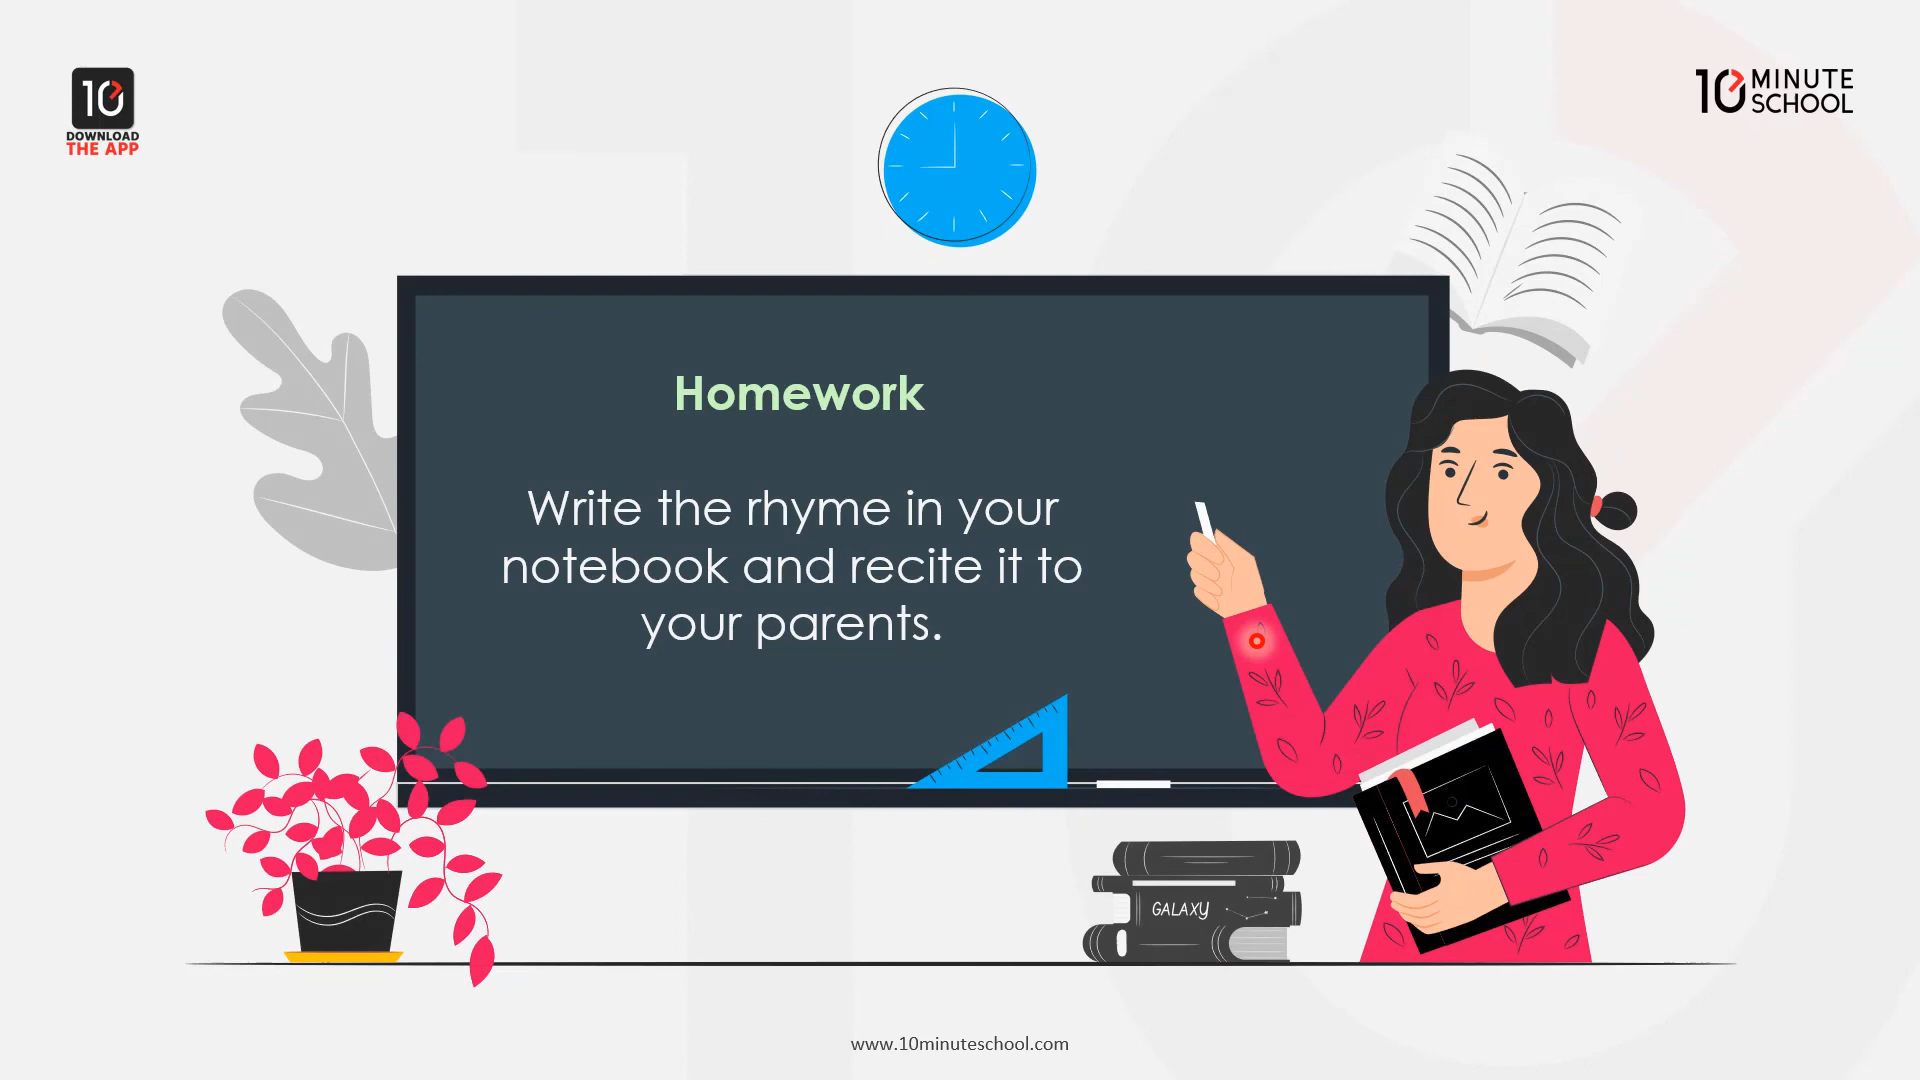 10
DOWNLOAD
THE APP
10 MINUTE
SCHOOL
Homework
Write the rhyme in your
notebook and recite it to
your parents.
GALAXY
www.10minuteschool.com